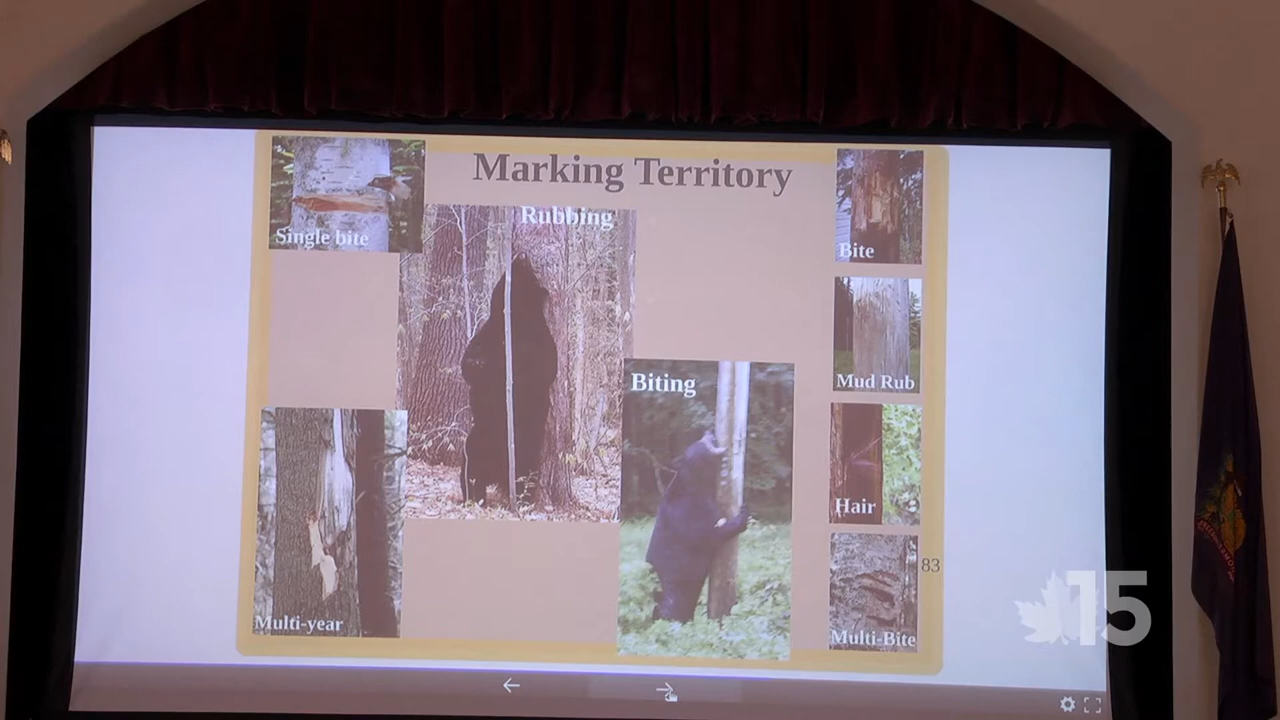 Marking Territory
Single bite
Rubbing
Bite
Biting
Mud Rub
Hair
83
Multi-year
Multi-Bite
15